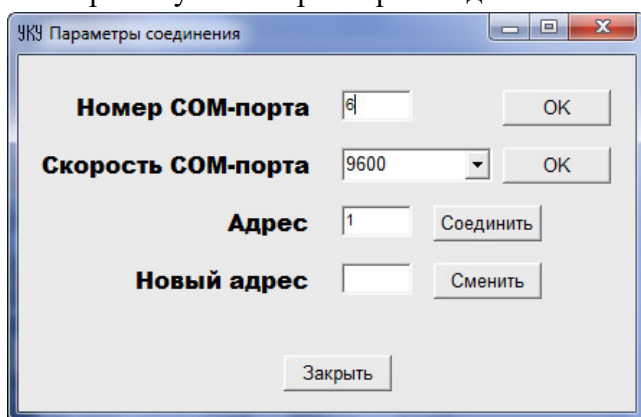 УКУ Параметры соединения
Номер COM-порта 6 OK
Скорость COM-порта 9600 OK
Адрес 1 Соединить
Новый адрес Сменить
Закрыть